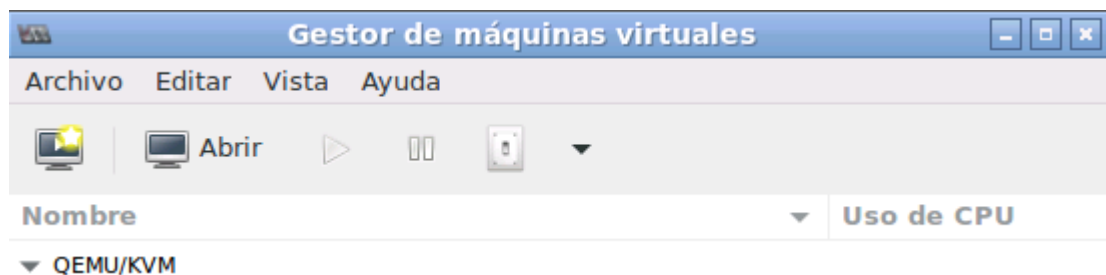 Gestor de máquinas virtuales
Archivo Editar Vista Ayuda
Abrir
Nombre Uso de CPU
QEMU/KVM